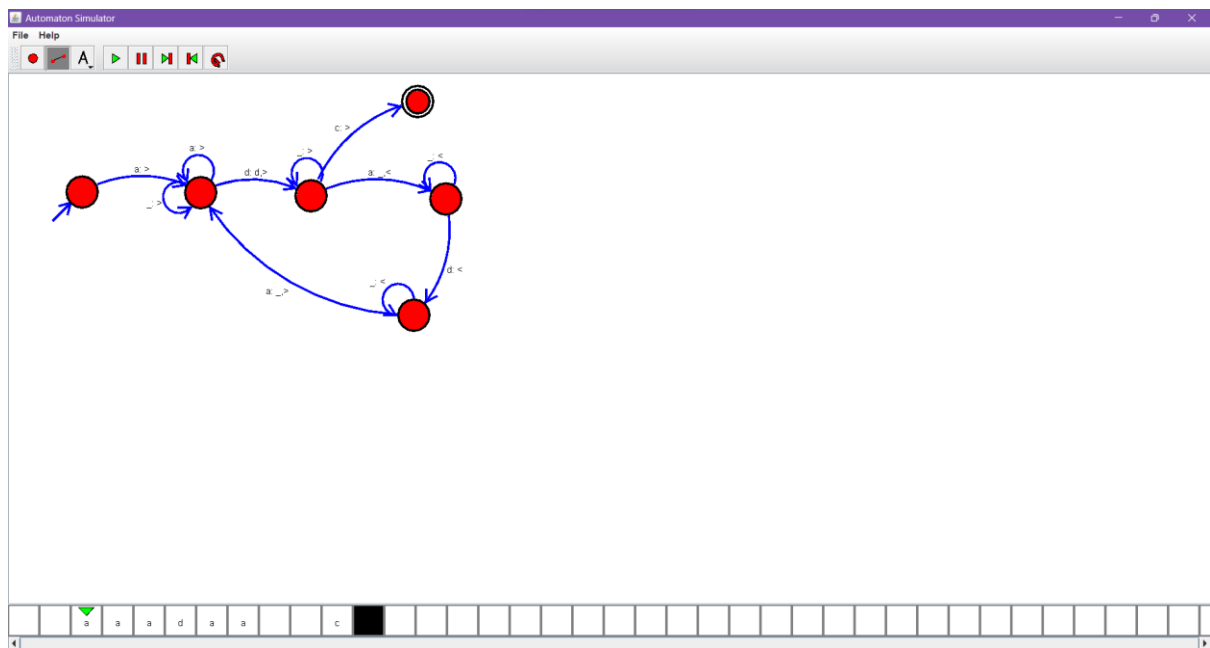 Automaton Simulator
File Help
A
c: >
a: >
_: >
_: <
a: >
d: d,>
a: _,<
_: >
d: <
_: <
a: _,>
a a a d a a c